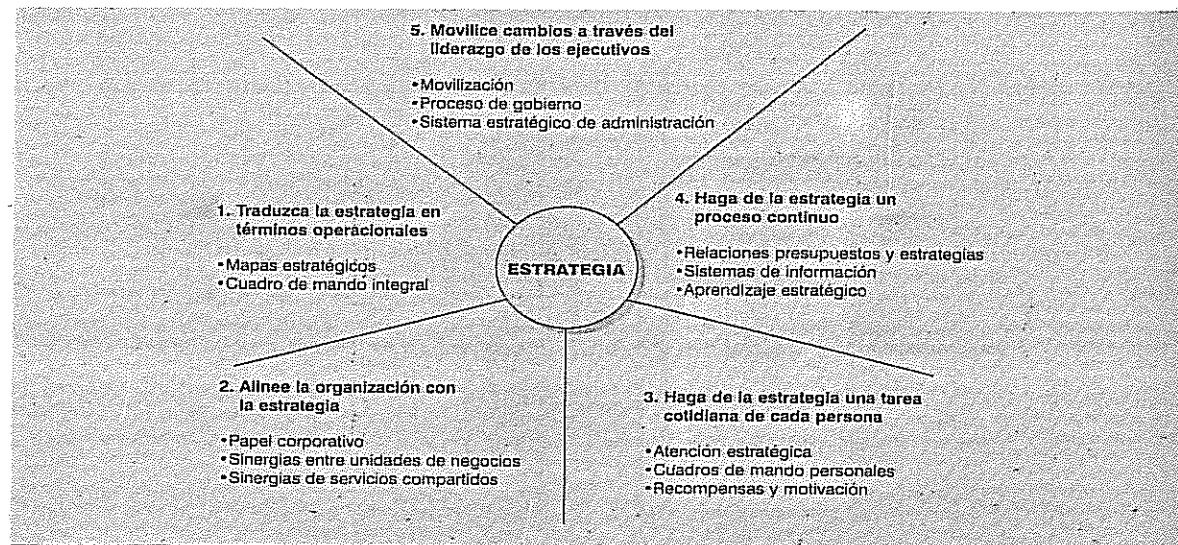 5. Movilice cambios a través del
liderazgo de los ejecutivos
•Movilización
•Proceso de gobierno
•Sistema estratégico de administración
1. Traduzca la estrategia en
términos operacionales
•Mapas estratégicos
•Cuadro de mando integral
ESTRATEGIA
4. Haga de la estrategia un
proceso continuo
•Relaciones presupuestos y estrategias
•Sistemas de información
•Aprendizaje estratégico
2. Alinee la organización con
la estrategia
•Papel corporativo
•Sinergias entre unidades de negocios
•Sinergias de servicios compartidos
3. Haga de la estrategia una tarea
cotidiana de cada persona
•Atención estratégica
•Cuadros de mando personales
•Recompensas y motivación